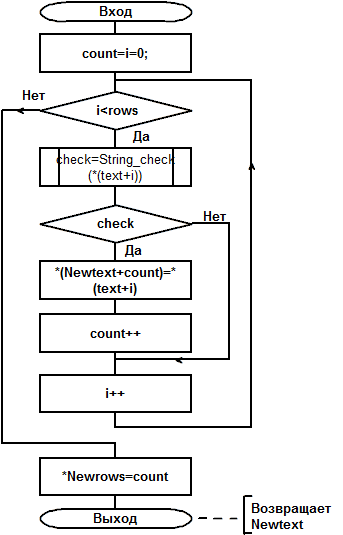 Вход
count=i=0;
Нет
i<rows
Да
check=String_check
(*(text+i))
check
Нет
Да
*(Newtext+count)=*
(text+i)
count++
i++
*Newrows=count
Выход
Возвращает
Newtext